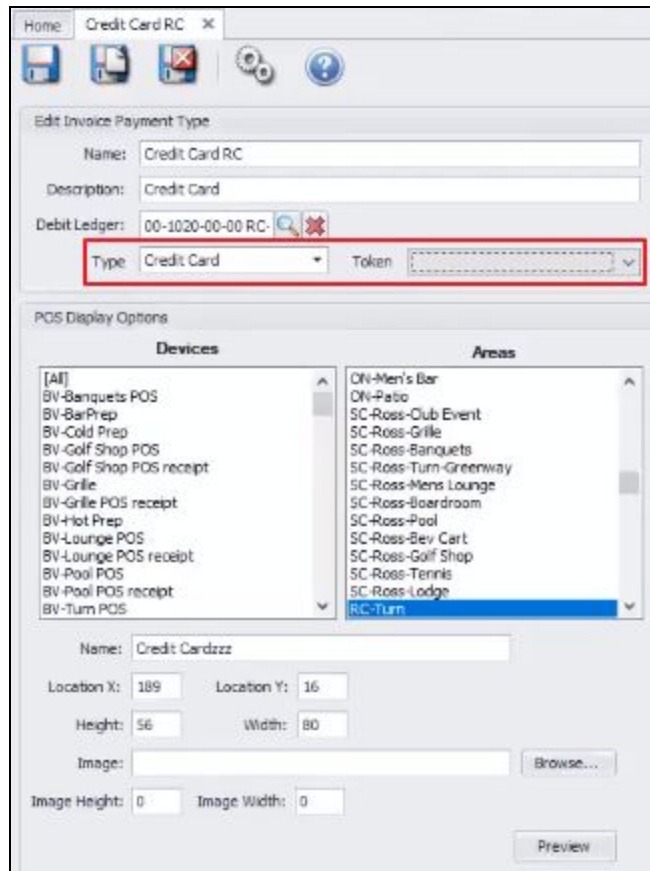 Home Credit Card RC
Edit Invoice Payment Type
Name: Credit Card RC
Description: Credit Card
Debit Ledger: 00-1020-00-00 RC-
Type Credit Card Token
POS Display Options
Devices Areas
[All] ON-Men's Bar
BV-Banquets POS ON-Patio
BV-BarPrep SC-Ross-Club Event
BV-Cold Prep SC-Ross-Grille
BV-Golf Shop POS SC-Ross-Banquets
BV-Golf Shop POS receipt SC-Ross-Turn-Greenway
BV-Grille SC-Ross-Mens Lounge
BV-Grille POS receipt SC-Ross-Boardroom
BV-Hot Prep SC-Ross-Pool
BV-Lounge POS SC-Ross-Bev Cart
BV-Lounge POS receipt SC-Ross-Golf Shop
BV-Pool POS SC-Ross-Tennis
BV-Pool POS receipt SC-Ross-Lodge
BV-Turn POS RC-Turn
Name: Credit Cardzzz
Location X: 189 Location Y: 16
Height: 56 Width: 80
Image: Browse...
Image Height: 0 Image Width: 0
Preview